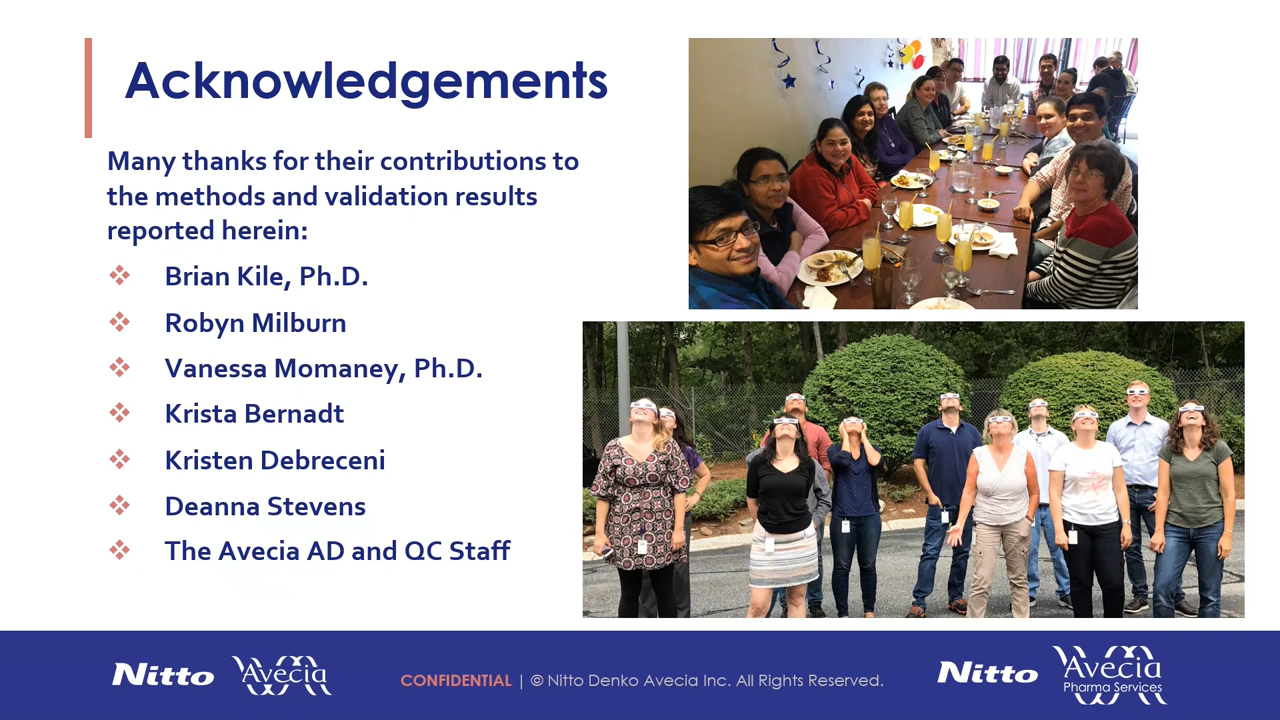 Acknowledgements
Many thanks for their contributions to
the methods and validation results
reported herein:
Brian Kile, Ph.D.
Robyn Milburn
Vanessa Momaney, Ph.D.
Krista Bernadt
Kristen Debreceni
Deanna Stevens
The Avecia AD and QC Staff
Nitto Avecia
CONFIDENTIAL | © Nitto Denko Avecia Inc. All Rights Reserved.
Nitto Avecia
Pharma Services